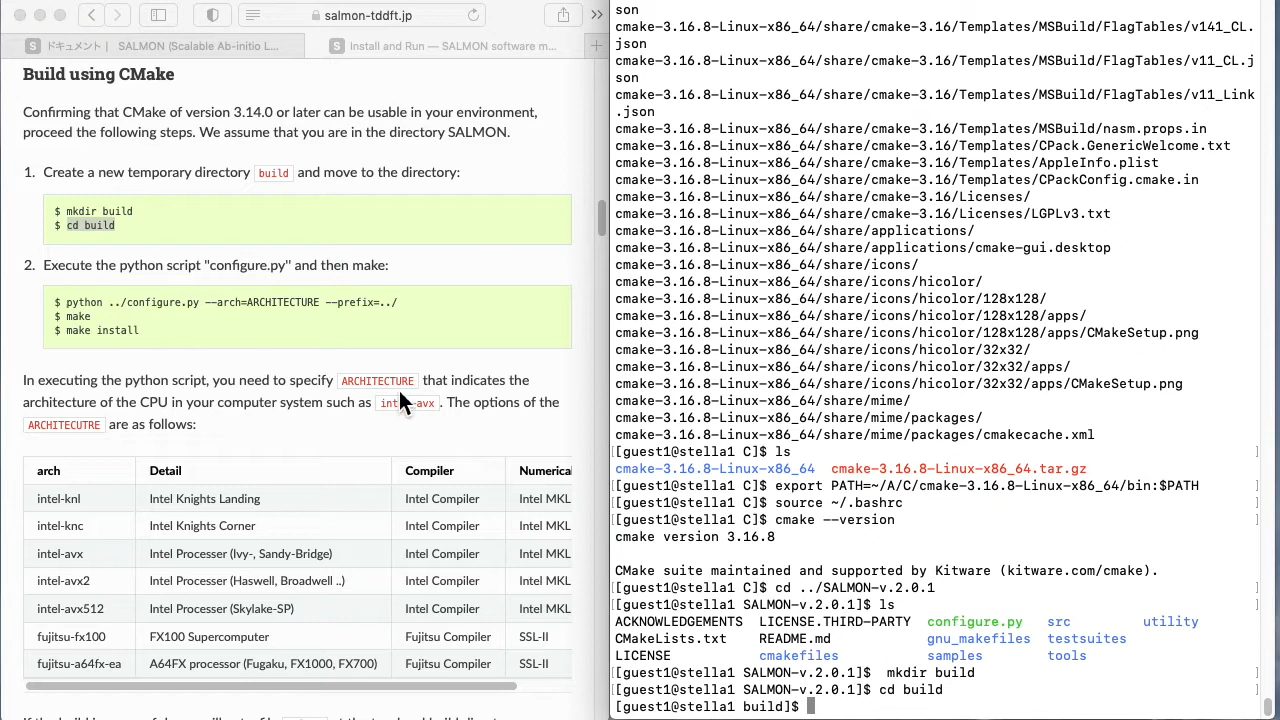 salmon-tddft.jp
S ドキュメント | SALMON (Scalable Ab-initio L...
S Install and Run — SALMON software m...
Build using CMake
Confirming that CMake of version 3.14.0 or later can be usable in your environment,
proceed the following steps. We assume that you are in the directory SALMON.
1. Create a new temporary directory build and move to the directory:
$ mkdir build
$ cd build
2. Execute the python script "configure.py" and then make:
$ python ../configure.py --arch=ARCHITECTURE --prefix=../
$ make
$ make install
In executing the python script, you need to specify ARCHITECTURE that indicates the
architecture of the CPU in your computer system such as avx . The options of the
ARCHITECUTRE are as follows:
arch Detail Compiler Numerical
intel-knl Intel Knights Landing Intel Compiler Intel MKL
intel-knc Intel Knights Corner Intel Compiler Intel MKL
intel-avx Intel Processer (Ivy-, Sandy-Bridge) Intel Compiler Intel MKL
intel-avx2 Intel Processer (Haswell, Broadwell ..) Intel Compiler Intel MKL
intel-avx512 Intel Processer (Skylake-SP) Intel Compiler Intel MKL
fujitsu-fx100 FX100 Supercomputer Fujitsu Compiler SSL-II
fujitsu-a64fx-ea A64FX processor (Fugaku, FX1000, FX700) Fujitsu Compiler SSL-II
son
cmake-3.16.8-Linux-x86_64/share/cmake-3.16/Templates/MSBuild/FlagTables/v141_CL.
json
cmake-3.16.8-Linux-x86_64/share/cmake-3.16/Templates/MSBuild/FlagTables/v11_CL.j
son
cmake-3.16.8-Linux-x86_64/share/cmake-3.16/Templates/MSBuild/FlagTables/v11_Link
.json
cmake-3.16.8-Linux-x86_64/share/cmake-3.16/Templates/MSBuild/nasm.props.in
cmake-3.16.8-Linux-x86_64/share/cmake-3.16/Templates/CPack.GenericWelcome.txt
cmake-3.16.8-Linux-x86_64/share/cmake-3.16/Templates/AppleInfo.plist
cmake-3.16.8-Linux-x86_64/share/cmake-3.16/Templates/CPackConfig.cmake.in
cmake-3.16.8-Linux-x86_64/share/cmake-3.16/Licenses/
cmake-3.16.8-Linux-x86_64/share/cmake-3.16/Licenses/LGPLv3.txt
cmake-3.16.8-Linux-x86_64/share/applications/
cmake-3.16.8-Linux-x86_64/share/applications/cmake-gui.desktop
cmake-3.16.8-Linux-x86_64/share/icons/
cmake-3.16.8-Linux-x86_64/share/icons/hicolor/
cmake-3.16.8-Linux-x86_64/share/icons/hicolor/128x128/
cmake-3.16.8-Linux-x86_64/share/icons/hicolor/128x128/apps/
cmake-3.16.8-Linux-x86_64/share/icons/hicolor/128x128/apps/CMakeSetup.png
cmake-3.16.8-Linux-x86_64/share/icons/hicolor/32x32/
cmake-3.16.8-Linux-x86_64/share/icons/hicolor/32x32/apps/
cmake-3.16.8-Linux-x86_64/share/icons/hicolor/32x32/apps/CMakeSetup.png
cmake-3.16.8-Linux-x86_64/share/mime/
cmake-3.16.8-Linux-x86_64/share/mime/packages/
cmake-3.16.8-Linux-x86_64/share/mime/packages/cmakecache.xml
[[guest1@stella1 C]$ ls ]
cmake-3.16.8-Linux-x86_64 cmake-3.16.8-Linux-x86_64.tar.gz
[[guest1@stella1 C]$ export PATH=~/A/C/cmake-3.16.8-Linux-x86_64/bin:$PATH ]
[[guest1@stella1 C]$ source ~/.bashrc ]
[[guest1@stella1 C]$ cmake --version ]
cmake version 3.16.8
CMake suite maintained and supported by Kitware (kitware.com/cmake).
[[guest1@stella1 C]$ cd ../SALMON-v.2.0.1 ]
[[guest1@stella1 SALMON-v.2.0.1]$ ls ]
ACKNOWLEDGEMENTS LICENSE.THIRD-PARTY configure.py src utility
CMakeLists.txt README.md gnu_makefiles testsuites
LICENSE cmakefiles samples tools
[[guest1@stella1 SALMON-v.2.0.1]$ mkdir build ]
[[guest1@stella1 SALMON-v.2.0.1]$ cd build ]
[guest1@stella1 build]$